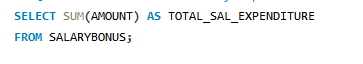 SELECT SUM(AMOUNT) AS TOTAL_SAL_EXPENDITURE
FROM SALARYBONUS;